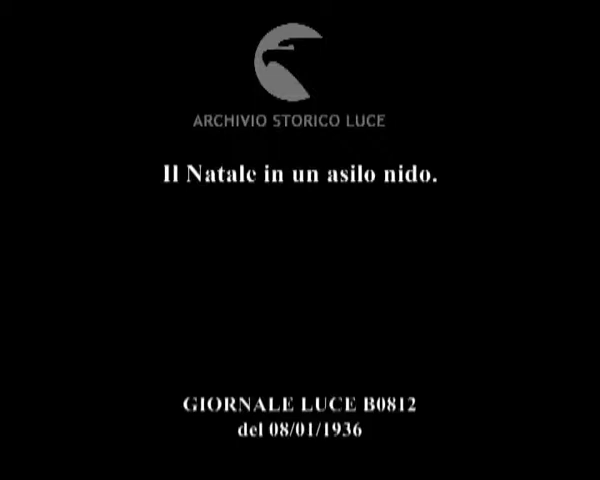 ARCHIVIO STORICO LUCE
Il Natale in un asilo nido.
GIORNALE LUCE B0812
del 08/01/1936